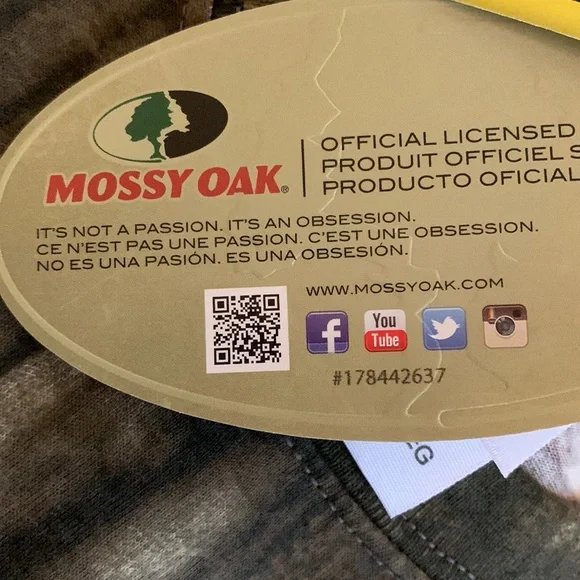 MOSSY OAK®
OFFICIAL LICENSED
PRODUIT OFFICIEL S
PRODUCTO OFICIAL
IT'S NOT A PASSION. IT'S AN OBSESSION.
CE N'EST PAS UNE PASSION. C'EST UNE OBSESSION.
NO ES UNA PASIÓN. ES UNA OBSESIÓN.
WWW.MOSSYOAK.COM
f
You
Tube
#178442637